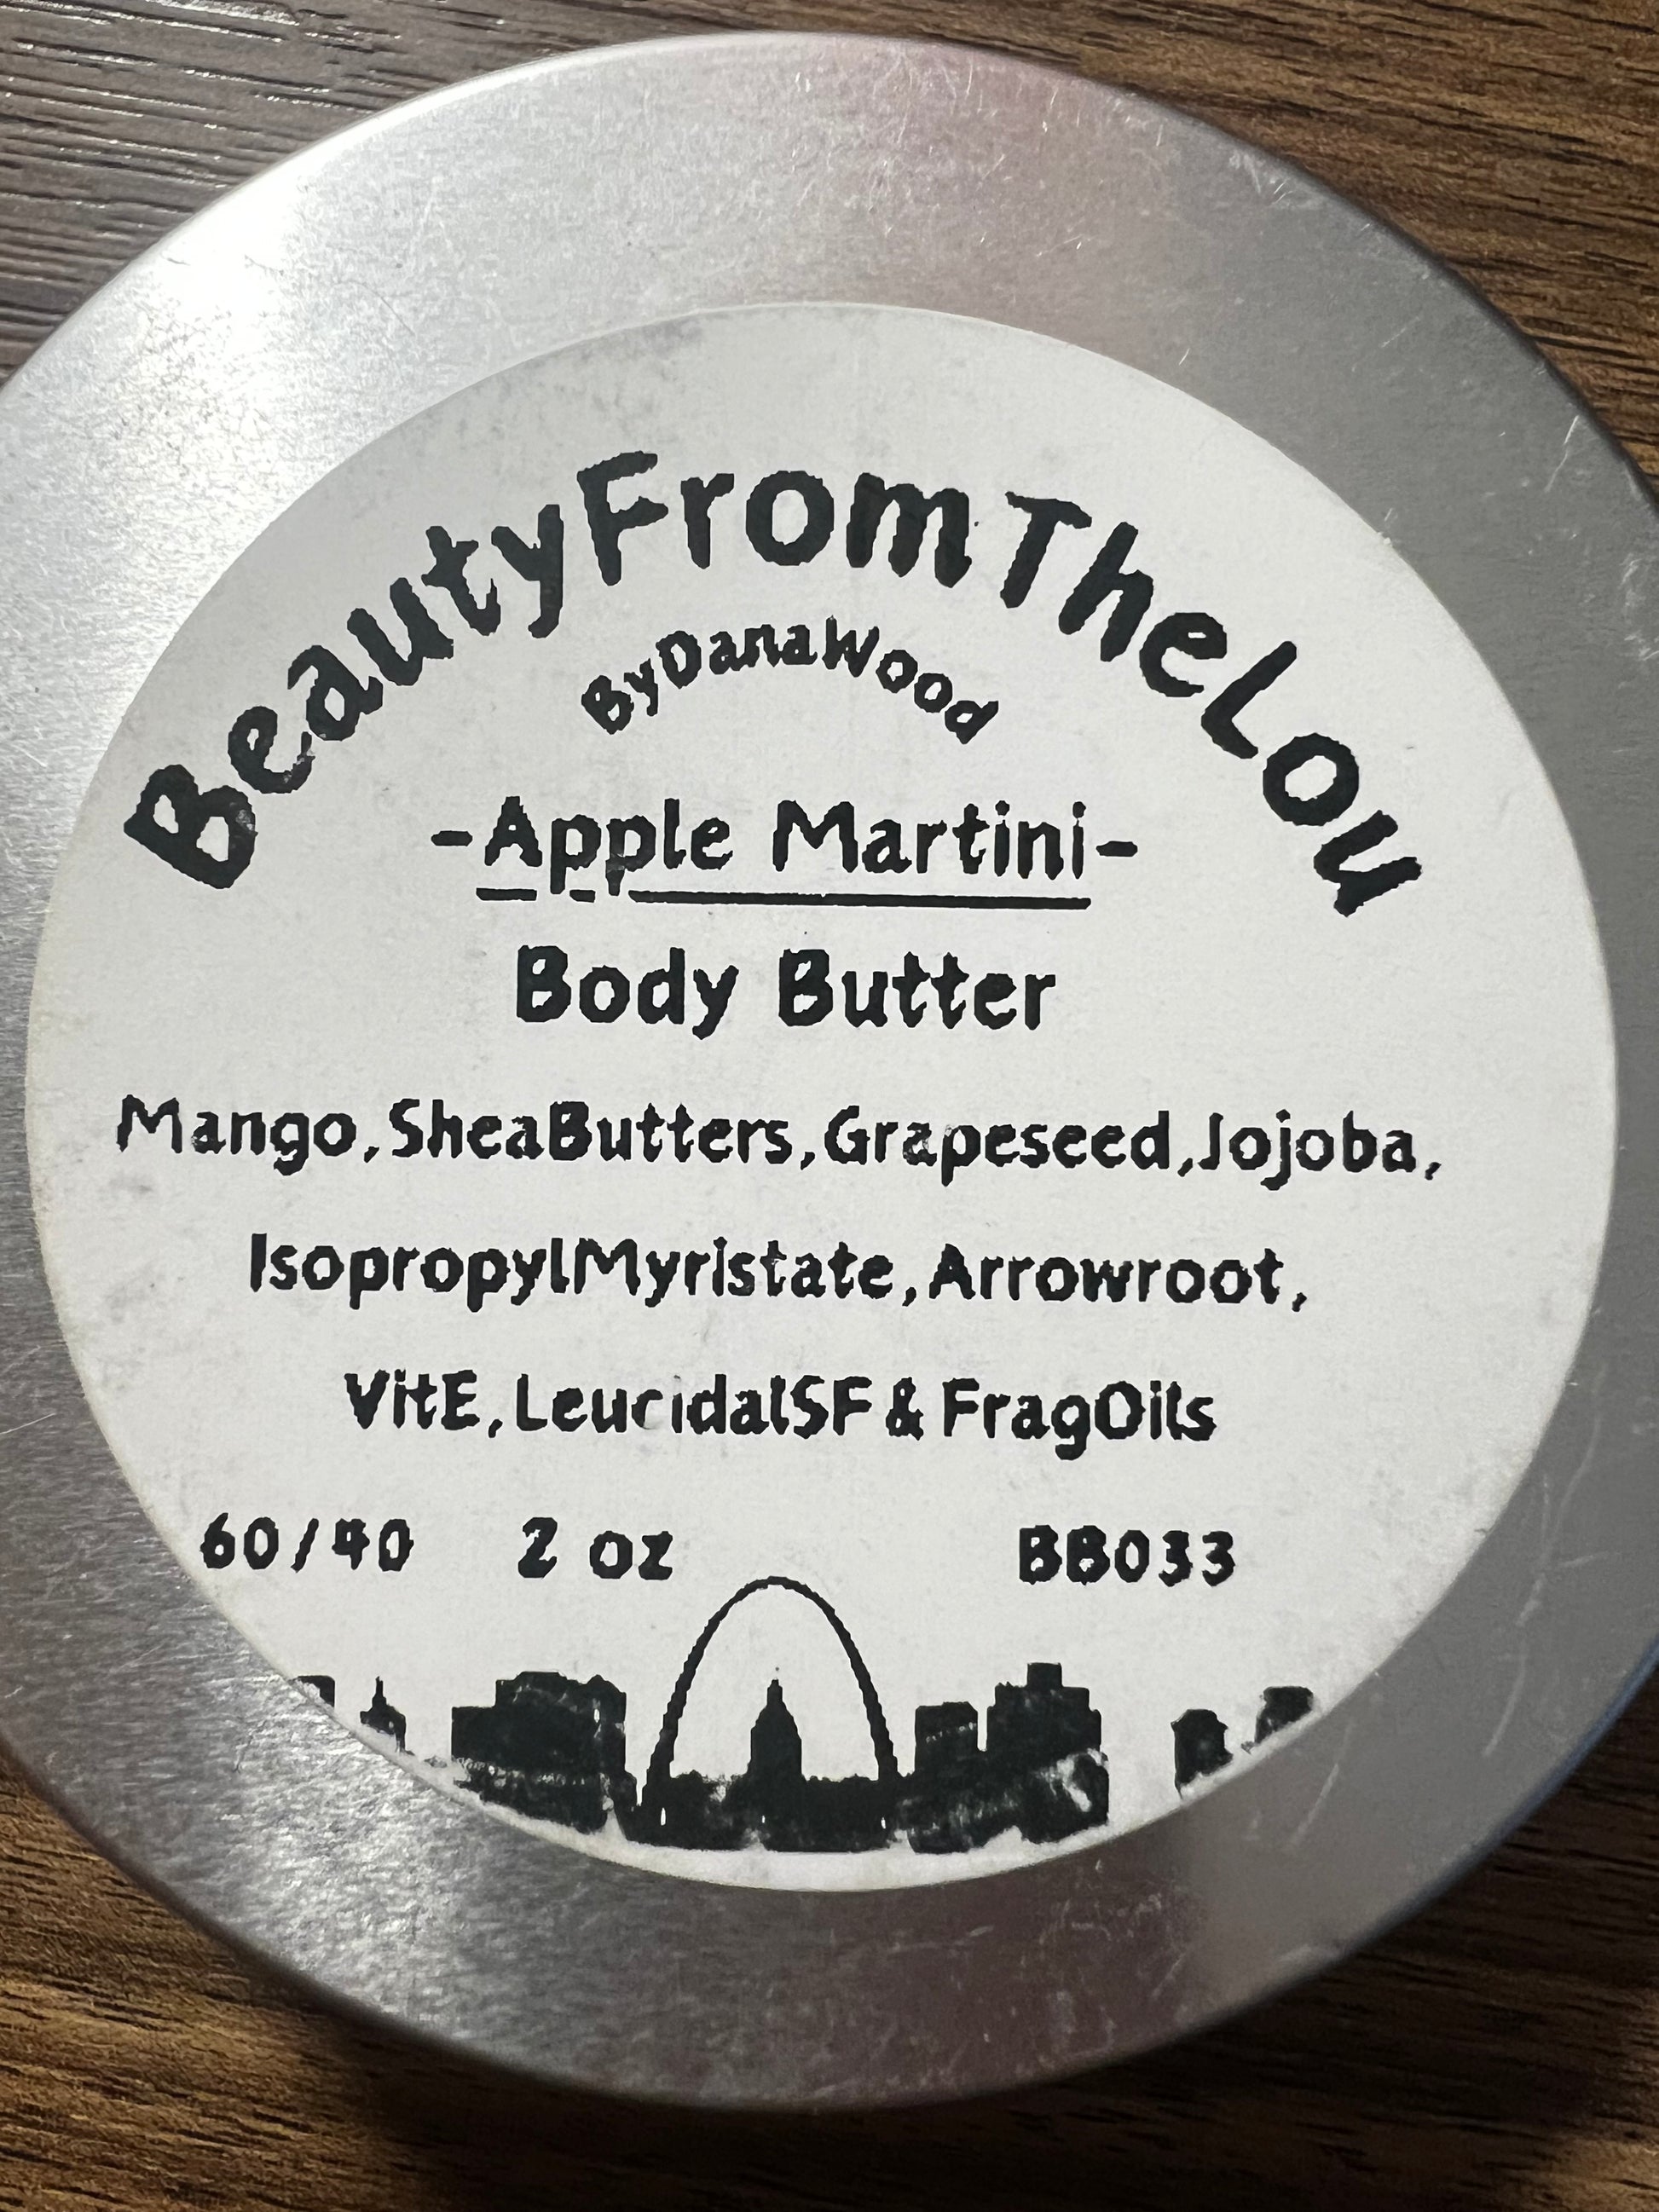 BeautyFromTheLou
ByDanaWood
-Apple Martini-
Body Butter
Mango,SheaButters,Grapeseed,Jojoba,
IsopropylMyristate,Arrowroot,
VitE,LeucidalSF & FragOils
60/40 2 oz BB033